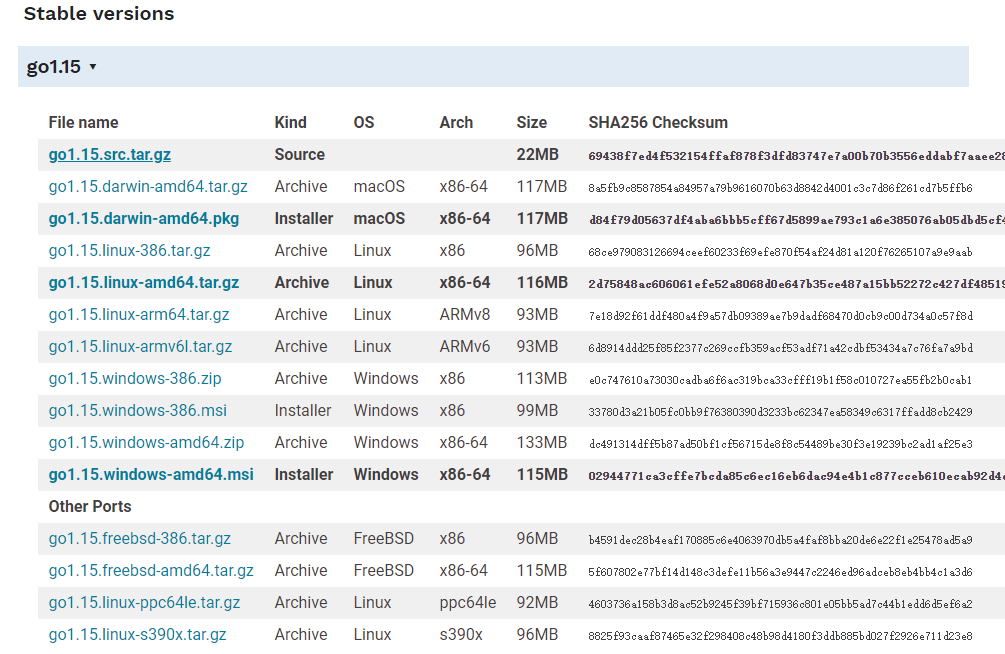 Stable versions
go1.15 ▾
File name Kind OS Arch Size SHA256 Checksum
go1.15.src.tar.gz Source 22MB 69438f7ed4f532154ffaf878f3dfd83747e7a00b70b3556eddabf7aaee28
go1.15.darwin-amd64.tar.gz Archive macOS x86-64 117MB 8a5fb9c8587854a84957a79b9616070b63d8842d4001c3c7d86f261cd7b5ffb6
go1.15.darwin-amd64.pkg Installer macOS x86-64 117MB d84f79d05637df4aba6bbb5cff67d5899ae793c1a6e385076ab05dbd5cf4
go1.15.linux-386.tar.gz Archive Linux x86 96MB 68ce979083126694ceef60233f69efe870f54af24d81a120f76265107a9e9aab
go1.15.linux-amd64.tar.gz Archive Linux x86-64 116MB 2d75848ac606061efe52a8068d0e647b35ce487a15bb52272c427df48519
go1.15.linux-arm64.tar.gz Archive Linux ARMv8 93MB 7e18d92f61ddf480a4f9a57db09389ae7b9dadf68470d0cb9c00d734a0c57f8d
go1.15.linux-armv6l.tar.gz Archive Linux ARMv6 93MB 6d8914ddd25f85f2377c269ccfb359acf53adf71a42cdbf53434a7c76fa7a9bd
go1.15.windows-386.zip Archive Windows x86 113MB e0c747610a73030cadba6f6ac319bca33cfff19b1f58c010727ea55fb2b0cab1
go1.15.windows-386.msi Installer Windows x86 99MB 33780d3a21b05fc0bb9f76380390d3233bc62347ea58349c6317ffadd8cb2429
go1.15.windows-amd64.zip Archive Windows x86-64 133MB dc491314dff5b87ad50bf1cf56715de8f8c54489be30f3e19239bc2ad1af25e3
go1.15.windows-amd64.msi Installer Windows x86-64 115MB 02944771ca3cffe7bcda85c6ec16eb6dac94e4b1c877cceb610ecab92d4
Other Ports
go1.15.freebsd-386.tar.gz Archive FreeBSD x86 96MB b4591dec28b4eaf170885c6e4063970db5a4faf8bba20de6e22f1e25478ad5a9
go1.15.freebsd-amd64.tar.gz Archive FreeBSD x86-64 115MB 5f607802e77bf14d148c3defe11b56a3e9447c2246ed96adceb8eb4bb4c1a3d6
go1.15.linux-ppc64le.tar.gz Archive Linux ppc64le 92MB 4603736a158b3d8ac52b9245f39bf715936c801e05bb5ad7c44b1edd6d5ef6a2
go1.15.linux-s390x.tar.gz Archive Linux s390x 96MB 8825f93caaf87465e32f298408c48b98d4180f3ddb885bd027f2926e711d23e8